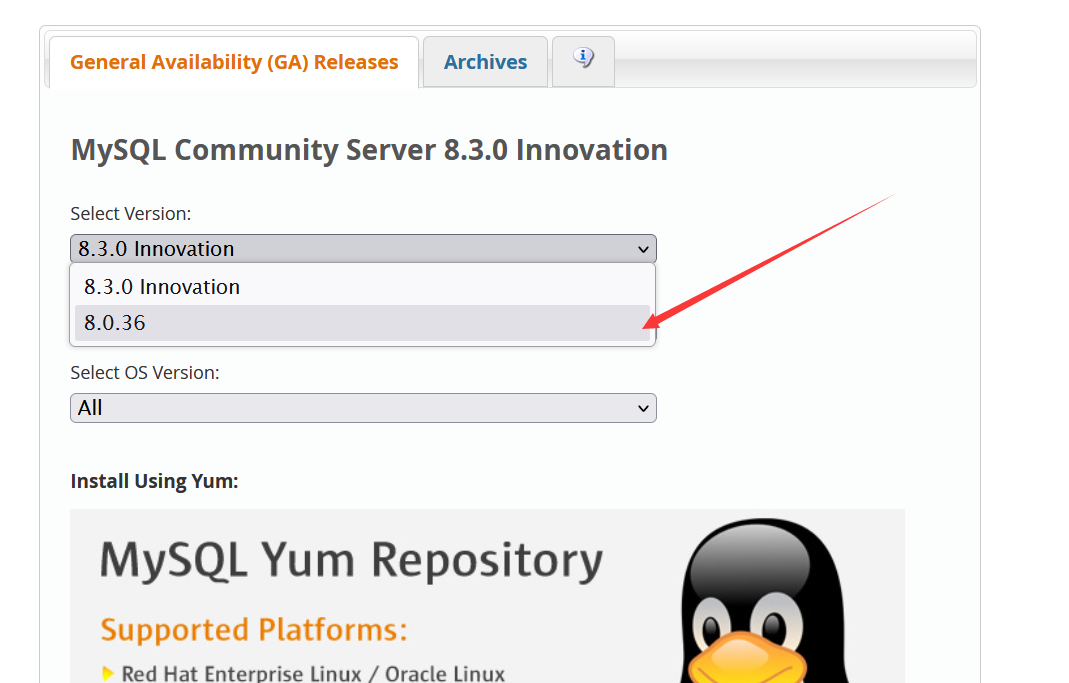 General Availability (GA) Releases
Archives
MySQL Community Server 8.3.0 Innovation
Select Version:
8.3.0 Innovation
8.3.0 Innovation
8.0.36
Select OS Version:
All
Install Using Yum:
MySQL Yum Repository
Supported Platforms:
Red Hat Enterprise Linux / Oracle Linux